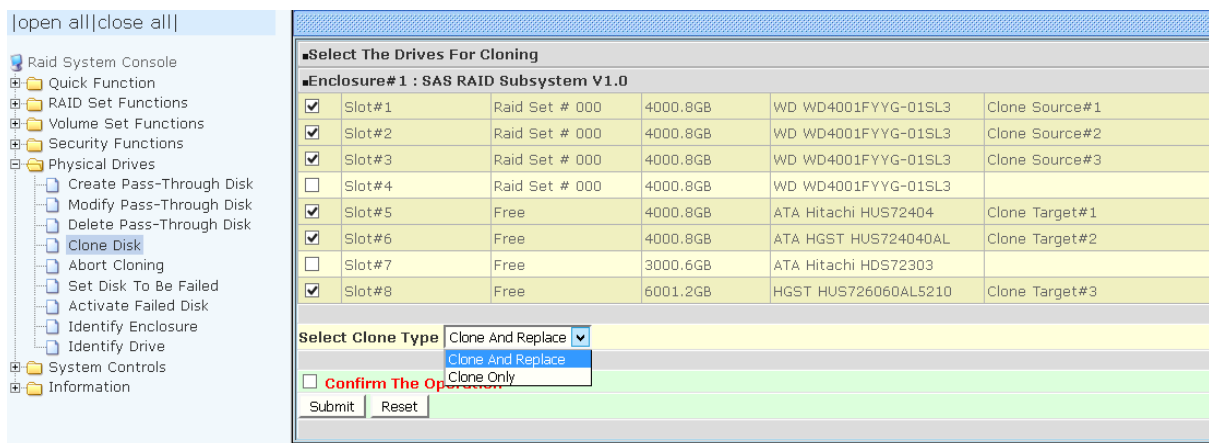 |open all|close all|
Raid System Console
Quick Function
RAID Set Functions
Volume Set Functions
Security Functions
Physical Drives
Create Pass-Through Disk
Modify Pass-Through Disk
Delete Pass-Through Disk
Clone Disk
Abort Cloning
Set Disk To Be Failed
Activate Failed Disk
Identify Enclosure
Identify Drive
System Controls
Information
Select The Drives For Cloning
Enclosure#1 : SAS RAID Subsystem V1.0
Slot#1 Raid Set # 000 4000.8GB WD WD4001FYYG-01SL3 Clone Source#1
Slot#2 Raid Set # 000 4000.8GB WD WD4001FYYG-01SL3 Clone Source#2
Slot#3 Raid Set # 000 4000.8GB WD WD4001FYYG-01SL3 Clone Source#3
Slot#4 Raid Set # 000 4000.8GB WD WD4001FYYG-01SL3
Slot#5 Free 4000.8GB ATA Hitachi HUS72404 Clone Target#1
Slot#6 Free 4000.8GB ATA HGST HUS724040AL Clone Target#2
Slot#7 Free 3000.6GB ATA Hitachi HDS72303
Slot#8 Free 6001.2GB HGST HUS726060AL5210 Clone Target#3
Select Clone Type Clone And Replace
Clone And Replace
Clone Only
Confirm The Operation
Submit Reset